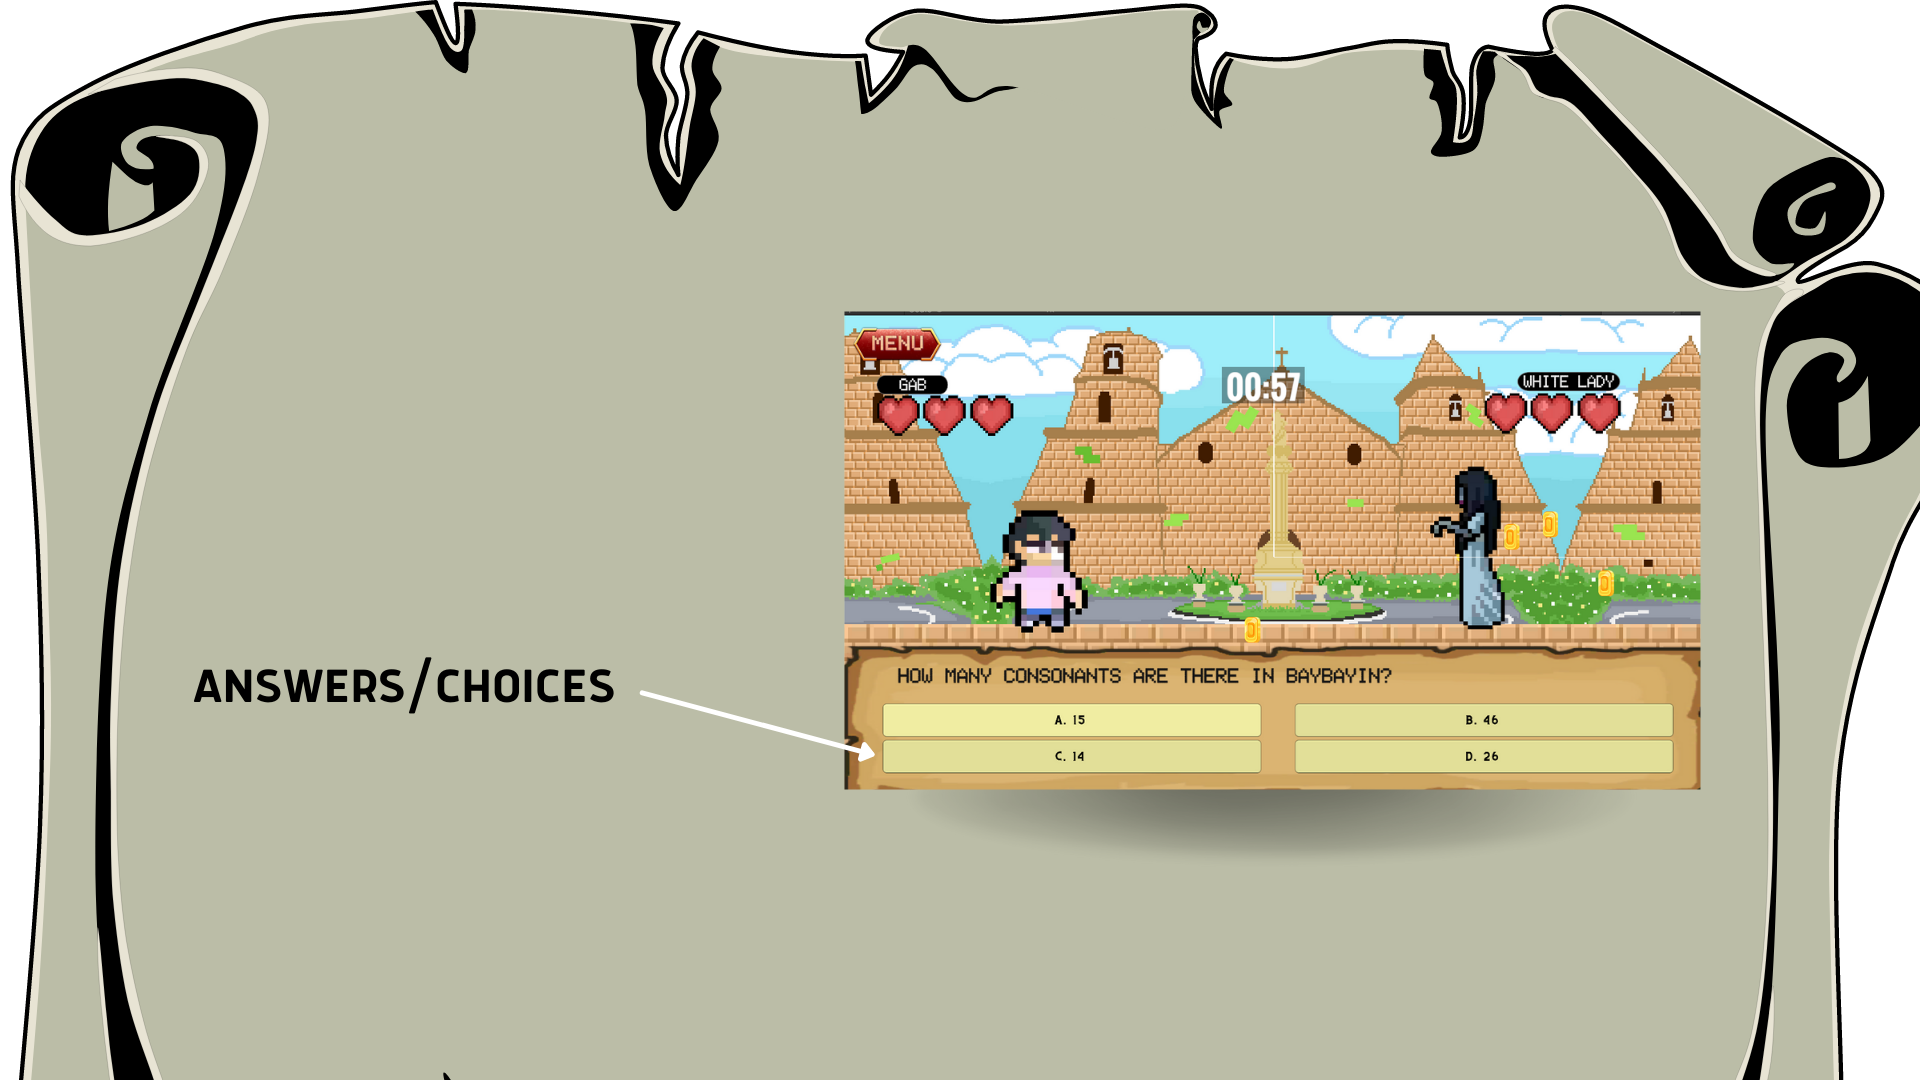 MENU
GAB
00:57
WHITE LADY
ANSWERS/CHOICES
HOW MANY CONSONANTS ARE THERE IN BAYBAYIN?
A. 15
B. 46
C. 14
D. 26